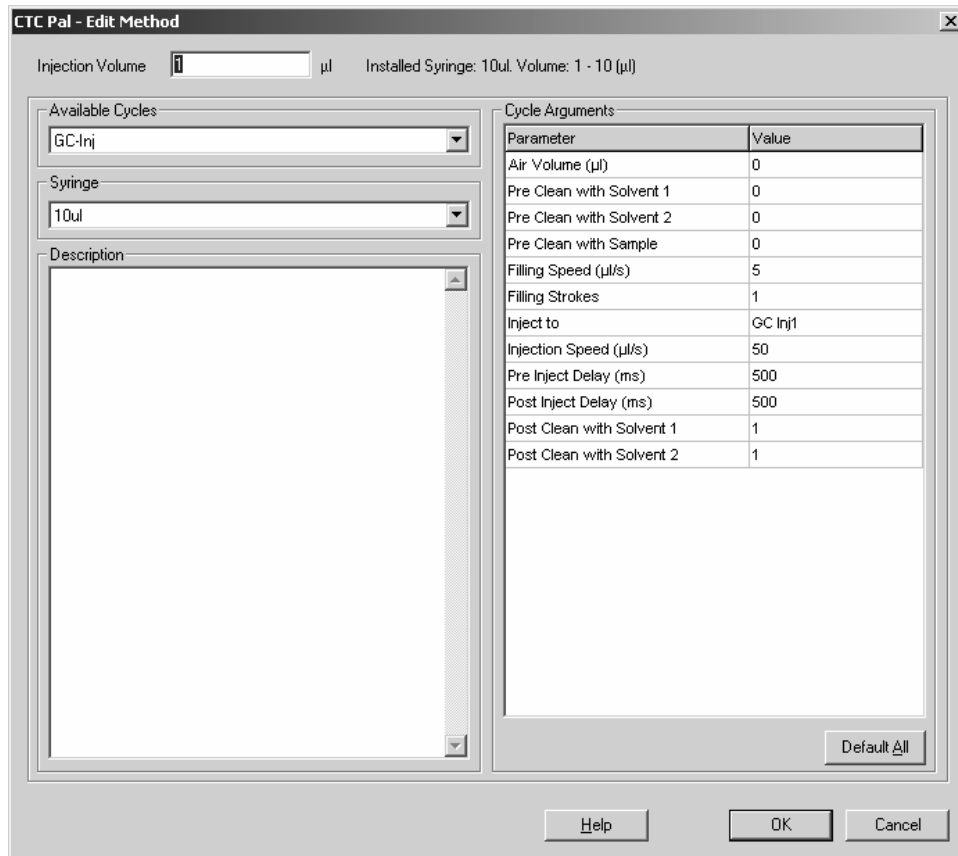 CTC Pal - Edit Method
Injection Volume 1 µl Installed Syringe: 10ul. Volume: 1 - 10 (µl)
Available Cycles
GC-Inj
Syringe
10ul
Description
Cycle Arguments
Parameter Value
Air Volume (µl) 0
Pre Clean with Solvent 1 0
Pre Clean with Solvent 2 0
Pre Clean with Sample 0
Filling Speed (µl/s) 5
Filling Strokes 1
Inject to GC Inj1
Injection Speed (µl/s) 50
Pre Inject Delay (ms) 500
Post Inject Delay (ms) 500
Post Clean with Solvent 1 1
Post Clean with Solvent 2 1
Default All
Help OK Cancel